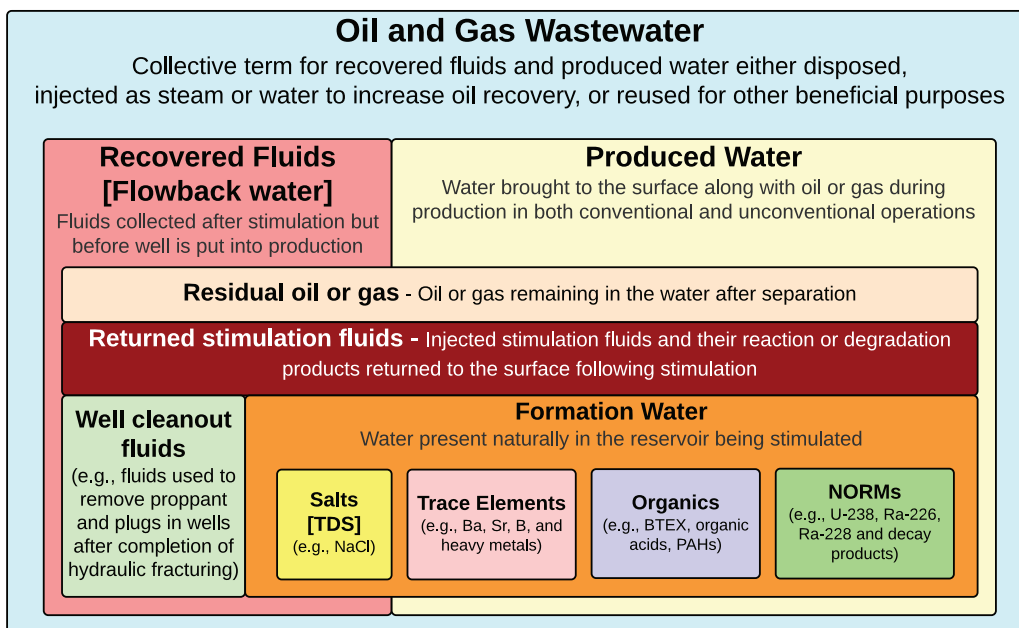 Oil and Gas Wastewater
Collective term for recovered fluids and produced water either disposed,
injected as steam or water to increase oil recovery, or reused for other beneficial purposes
Recovered Fluids
[Flowback water]
Fluids collected after stimulation but
before well is put into production
Produced Water
Water brought to the surface along with oil or gas during
production in both conventional and unconventional operations
Residual oil or gas - Oil or gas remaining in the water after separation
Returned stimulation fluids - Injected stimulation fluids and their reaction or degradation
products returned to the surface following stimulation
Well cleanout
fluids
(e.g., fluids used to
remove proppant
and plugs in wells
after completion of
hydraulic fracturing)
Formation Water
Water present naturally in the reservoir being stimulated
Salts
[TDS]
(e.g., NaCl)
Trace Elements
(e.g., Ba, Sr, B, and
heavy metals)
Organics
(e.g., BTEX, organic
acids, PAHs)
NORMs
(e.g., U-238, Ra-226,
Ra-228 and decay
products)